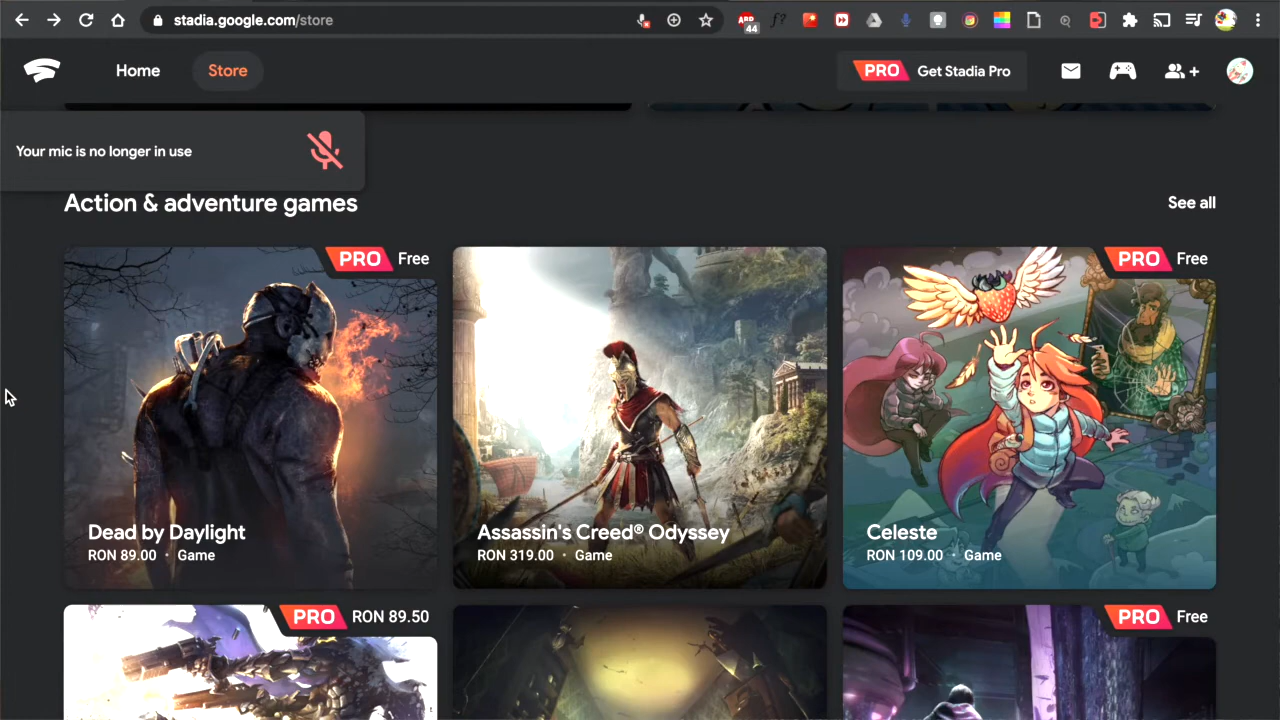 stadia.google.com/store
ABP
44
f?
Home
Store
PRO
Get Stadia Pro
Your mic is no longer in use
Action & adventure games
See all
PRO Free
PRO Free
Dead by Daylight
RON 89.00 · Game
Assassin's Creed® Odyssey
RON 319.00 · Game
Celeste
RON 109.00 · Game
PRO RON 89.50
PRO Free